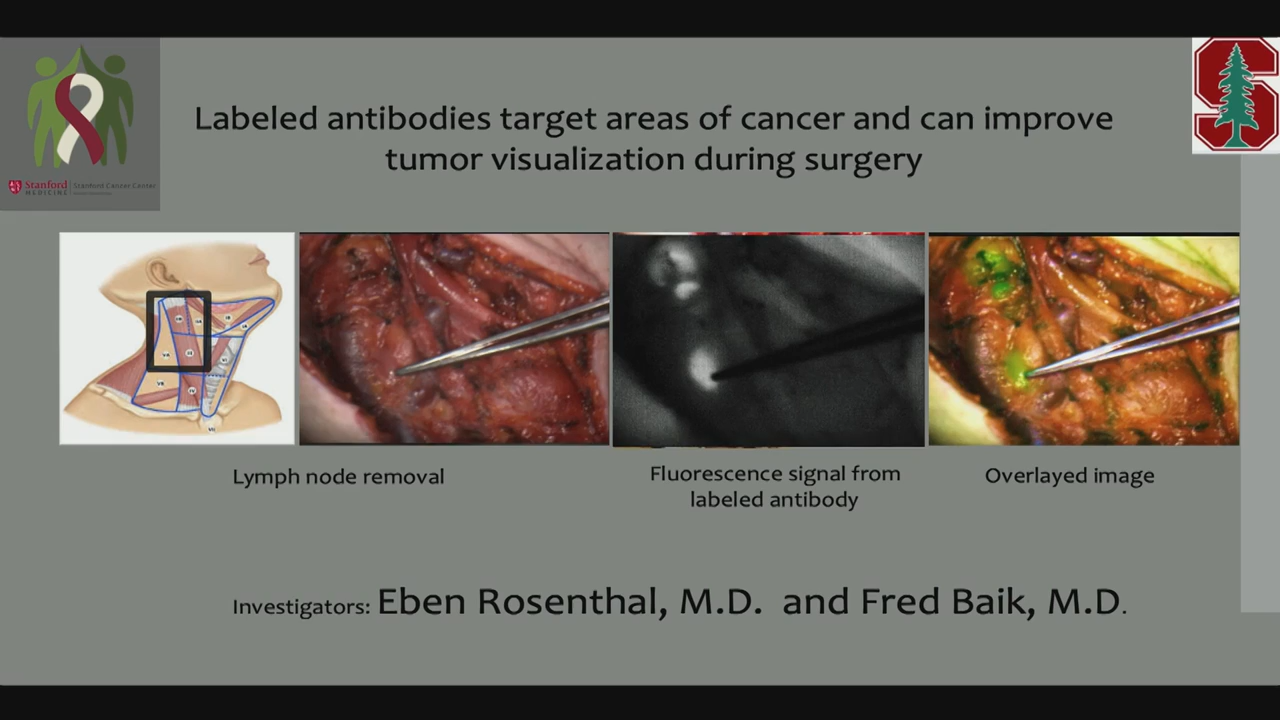 Labeled antibodies target areas of cancer and can improve
tumor visualization during surgery
Stanford
MEDICINE
Stanford Cancer Center
Lymph node removal
Fluorescence signal from
labeled antibody
Overlayed image
Investigators: Eben Rosenthal, M.D. and Fred Baik, M.D.